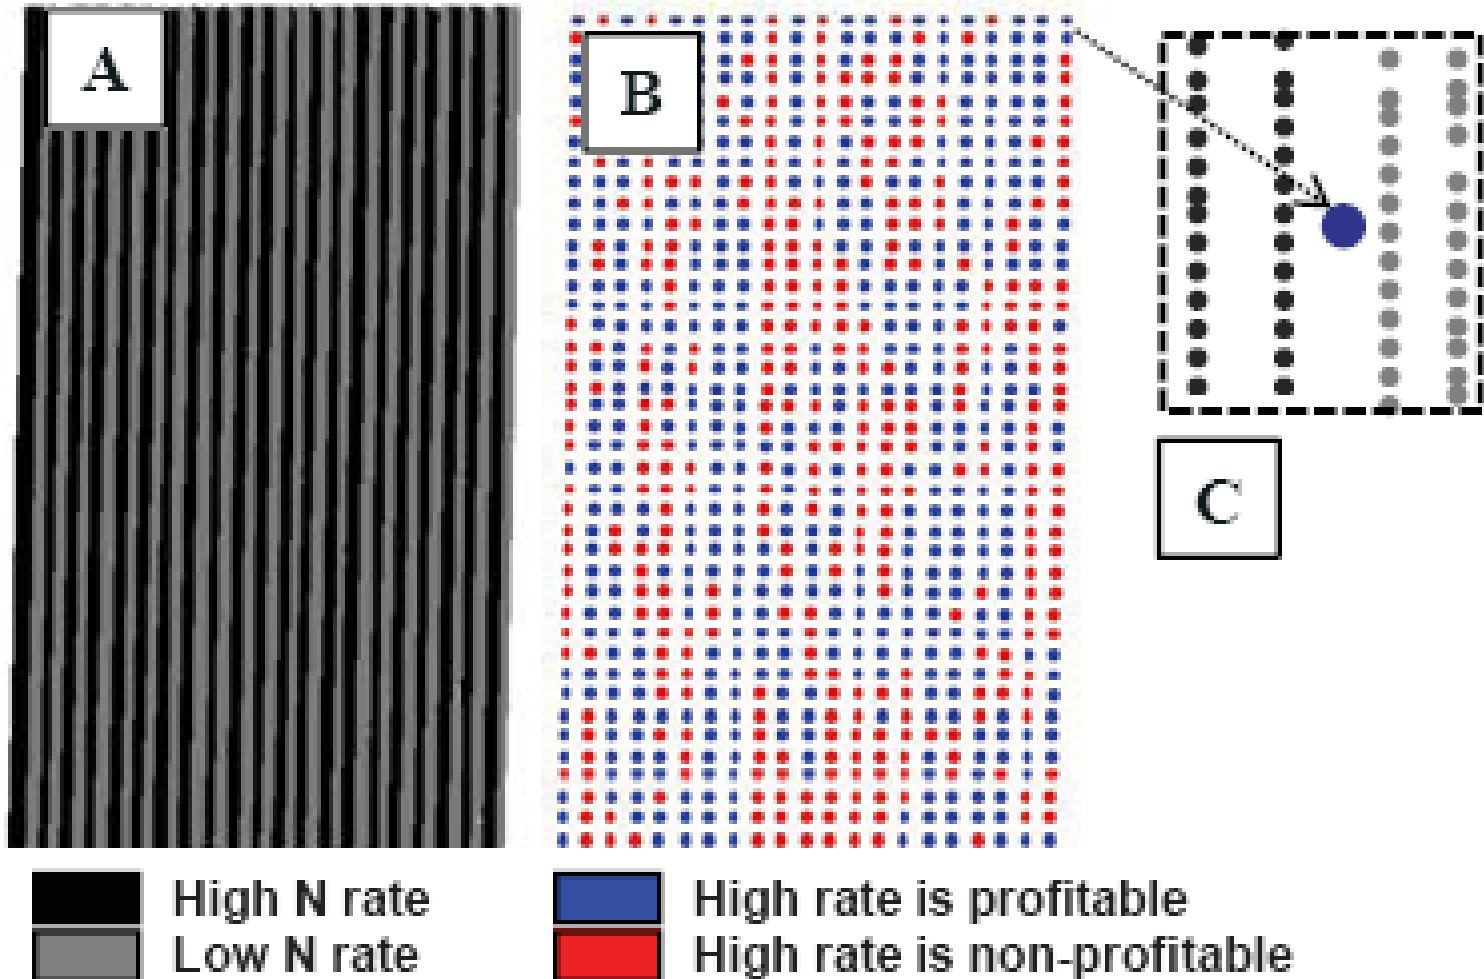 A
B
C
High N rate
Low N rate
High rate is profitable
High rate is non-profitable